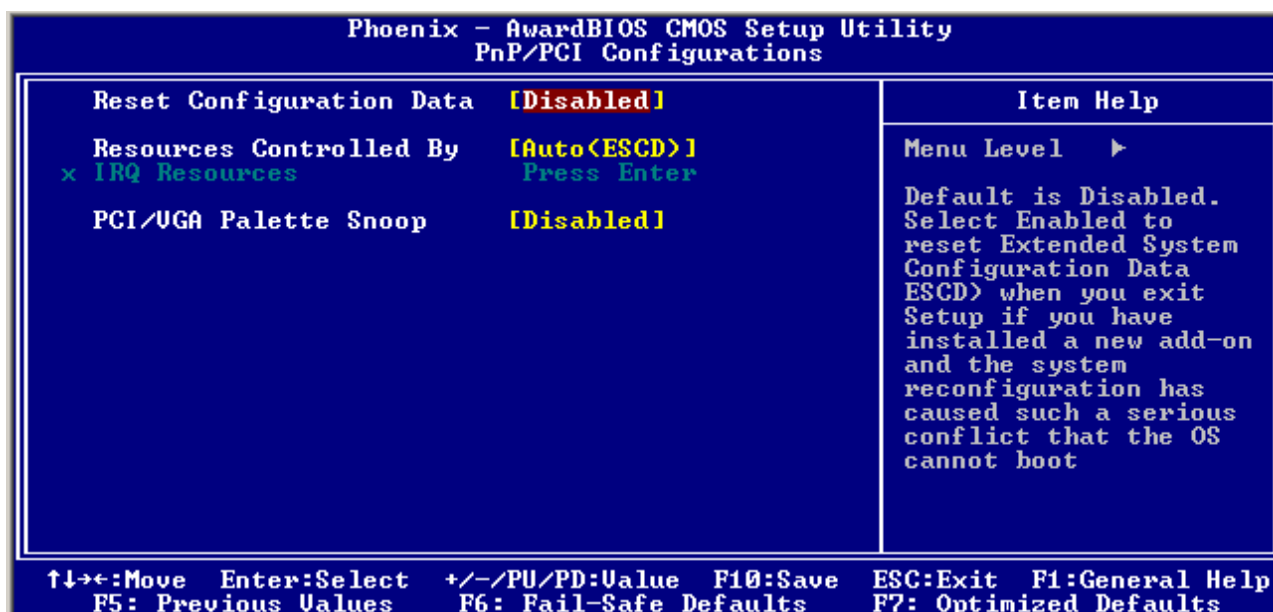 Phoenix - AwardBIOS CMOS Setup Utility
PnP/PCI Configurations
Reset Configuration Data [Disabled]
Resources Controlled By [Auto(ESCD)]
x IRQ Resources Press Enter
PCI/VGA Palette Snoop [Disabled]
Item Help
Menu Level ►
Default is Disabled.
Select Enabled to
reset Extended System
Configuration Data
ESCD) when you exit
Setup if you have
installed a new add-on
and the system
reconfiguration has
caused such a serious
conflict that the OS
cannot boot
↑↓→←:Move Enter:Select +/-/PU/PD:Value F10:Save ESC:Exit F1:General Help
F5: Previous Values F6: Fail-Safe Defaults F7: Optimized Defaults